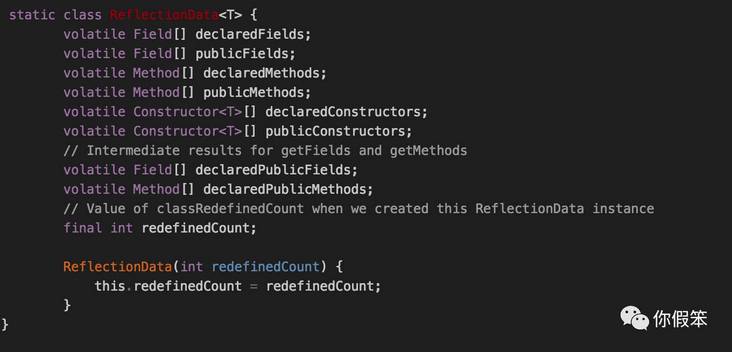 static class ReflectionData<T> {
        volatile Field[] declaredFields;
        volatile Field[] publicFields;
        volatile Method[] declaredMethods;
        volatile Method[] publicMethods;
        volatile Constructor<T>[] declaredConstructors;
        volatile Constructor<T>[] publicConstructors;
        // Intermediate results for getFields and getMethods
        volatile Field[] declaredPublicFields;
        volatile Method[] declaredPublicMethods;
        // Value of classRedefinedCount when we created this ReflectionData instance
        final int redefinedCount;

        ReflectionData(int redefinedCount) {
            this.redefinedCount = redefinedCount;
        }
}
你假笨